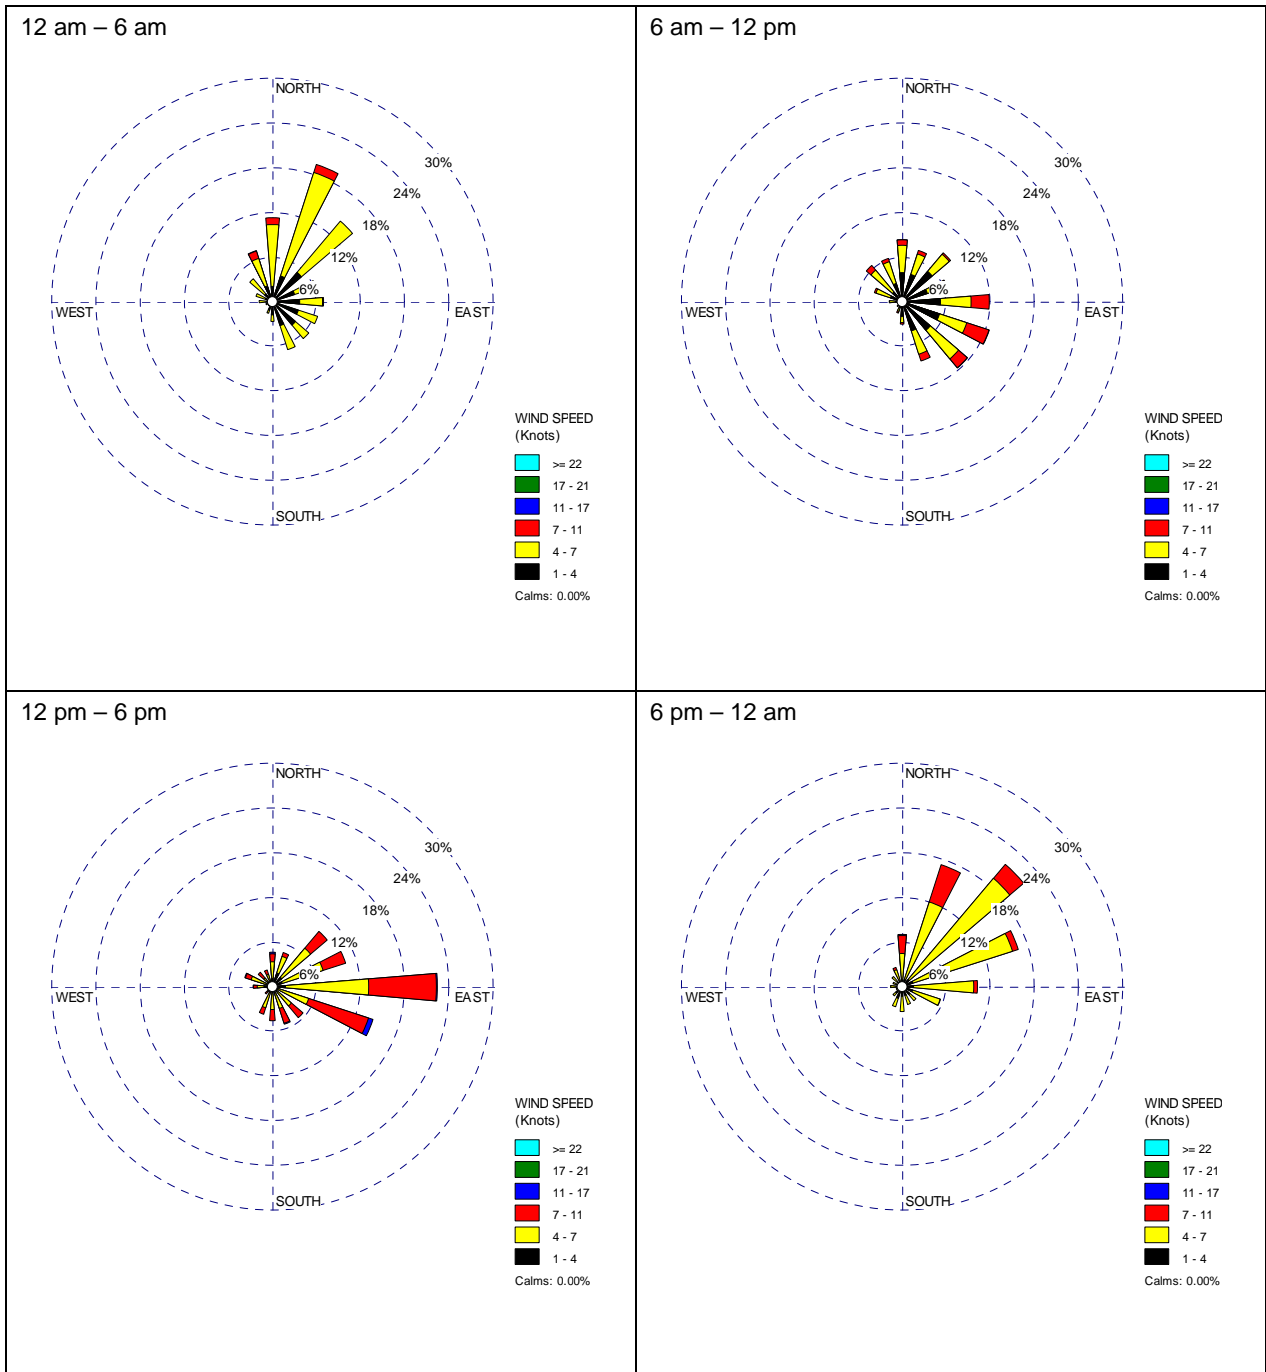 12 am – 6 am
NORTH
30%
24%
18%
12%
6%
WEST
EAST
SOUTH
WIND SPEED
(Knots)
>= 22
17 - 21
11 - 17
7 - 11
4 - 7
1 - 4
Calms: 0.00%
6 am – 12 pm
NORTH
30%
24%
18%
12%
6%
WEST
EAST
SOUTH
WIND SPEED
(Knots)
>= 22
17 - 21
11 - 17
7 - 11
4 - 7
1 - 4
Calms: 0.00%
12 pm – 6 pm
NORTH
30%
24%
18%
12%
6%
WEST
EAST
SOUTH
WIND SPEED
(Knots)
>= 22
17 - 21
11 - 17
7 - 11
4 - 7
1 - 4
Calms: 0.00%
6 pm – 12 am
NORTH
30%
24%
18%
12%
6%
WEST
EAST
SOUTH
WIND SPEED
(Knots)
>= 22
17 - 21
11 - 17
7 - 11
4 - 7
1 - 4
Calms: 0.00%